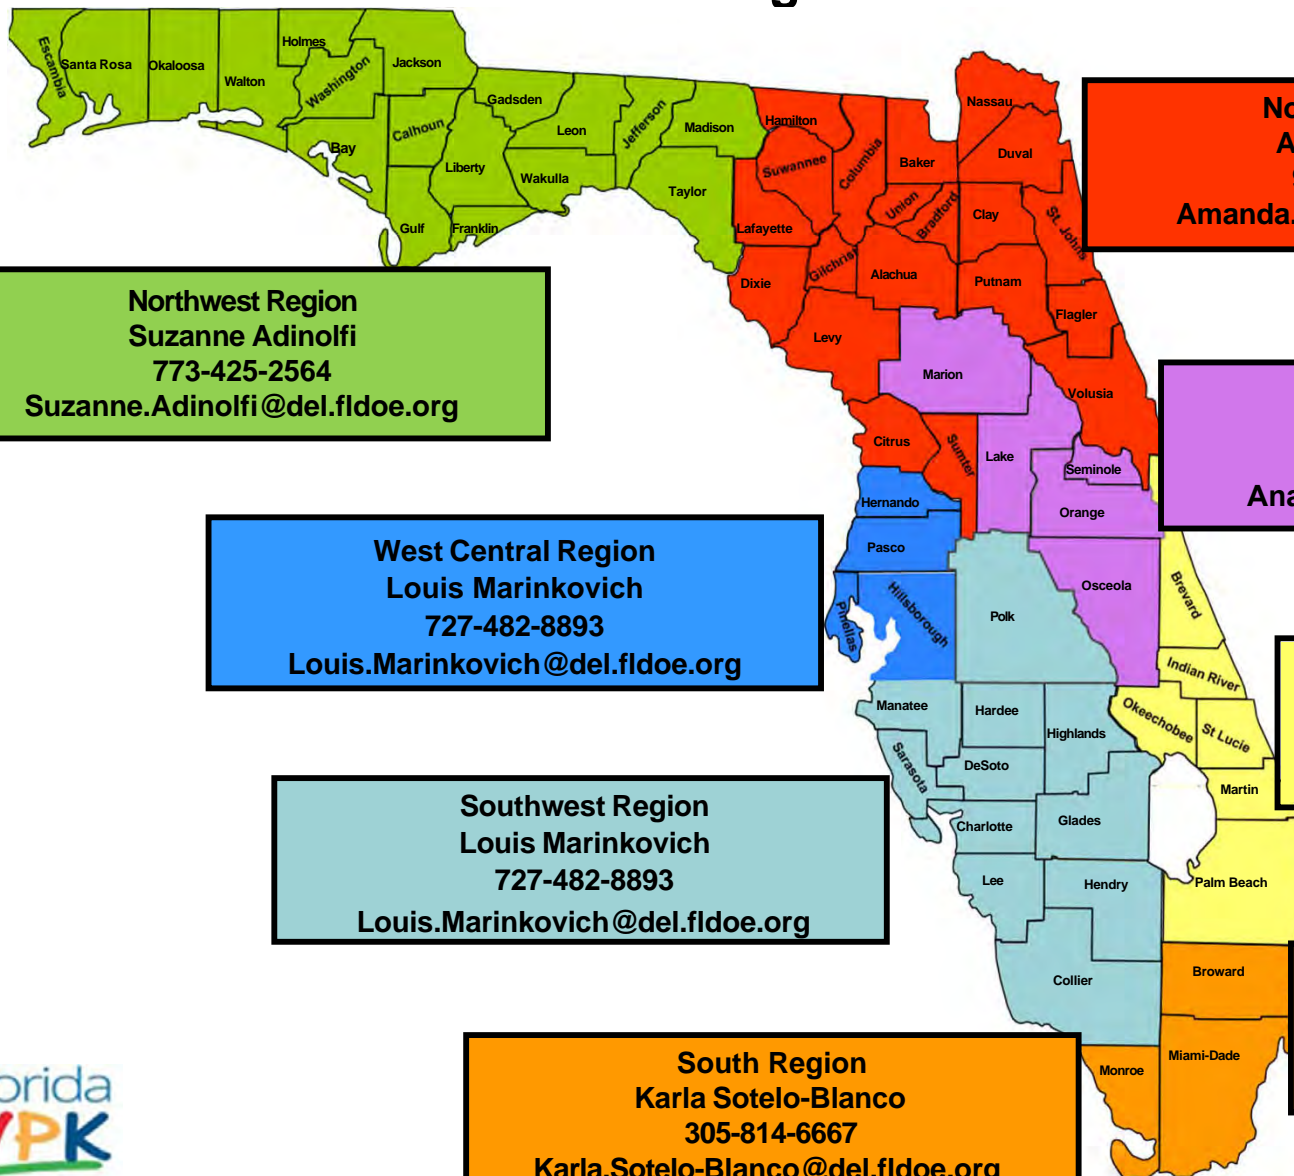 Escambia
Santa Rosa
Okaloosa
Walton
Holmes
Washington
Jackson
Bay
Calhoun
Gulf
Liberty
Franklin
Gadsden
Leon
Wakulla
Jefferson
Madison
Taylor
Hamilton
Suwannee
Lafayette
Dixie
Columbia
Gilchrist
Baker
Union
Bradford
Alachua
Levy
Nassau
Duval
Clay
St. Johns
Putnam
Flagler
Volusia
Marion
Citrus
Sumter
Lake
Seminole
Orange
Osceola
Hernando
Pasco
Pinellas
Hillsborough
Polk
Brevard
Indian River
Okeechobee
St Lucie
Martin
Palm Beach
Manatee
Hardee
Highlands
Sarasota
DeSoto
Charlotte
Glades
Lee
Hendry
Collier
Broward
Miami-Dade
Monroe
Amanda.
Northwest Region
Suzanne Adinolfi
773-425-2564
Suzanne.Adinolfi@del.fldoe.org
West Central Region
Louis Marinkovich
727-482-8893
Louis.Marinkovich@del.fldoe.org
Southwest Region
Louis Marinkovich
727-482-8893
Louis.Marinkovich@del.fldoe.org
South Region
Karla Sotelo-Blanco
305-814-6667
Karla.Sotelo-Blanco@del.fldoe.org
orida
VPK